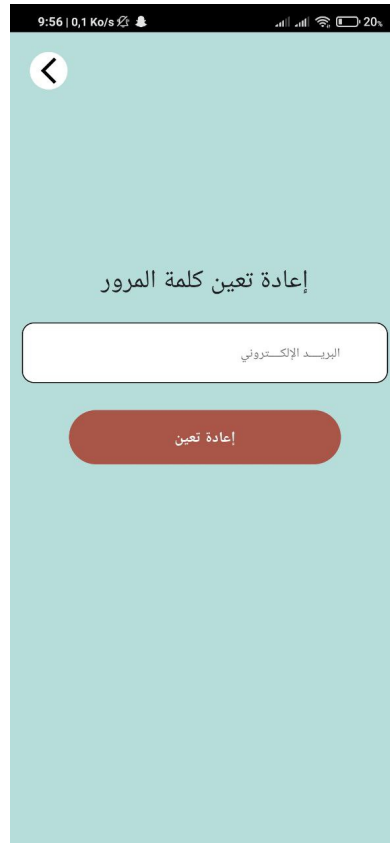 9:56 | 0,1 Ko/s 20%
إعادة تعين كلمة المرور
البريـــد الإلكـــتروني
إعادة تعين